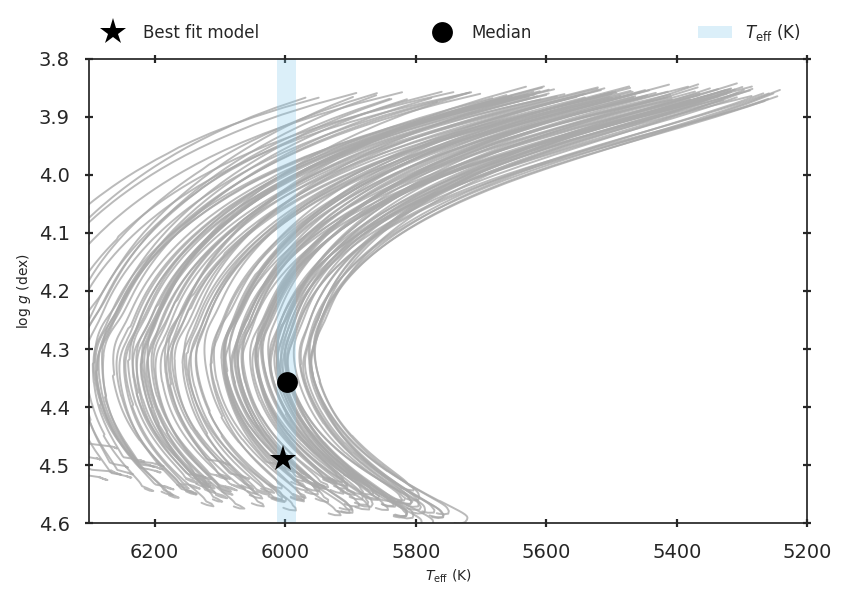 Best fit model Median T_eff (K)
3.8
3.9
4.0
4.1
4.2
4.3
4.4
4.5
4.6
log g (dex)
6200 6000 5800 5600 5400 5200
T_eff (K)